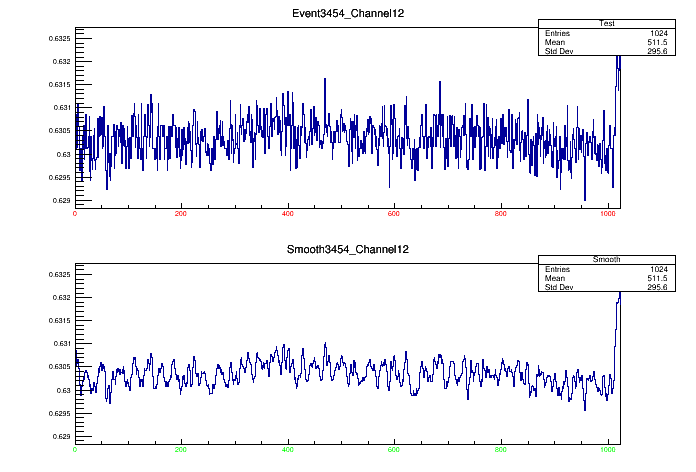 Event3454_Channel12
Test
Entries 1024
Mean 511.5
Std Dev 295.6
0.6325
0.632
0.6315
0.631
0.6305
0.63
0.6295
0.629
0 200 400 600 800 1000
Smooth3454_Channel12
Smooth
Entries 1024
Mean 511.5
Std Dev 295.6
0.6325
0.632
0.6315
0.631
0.6305
0.63
0.6295
0.629
0 200 400 600 800 1000